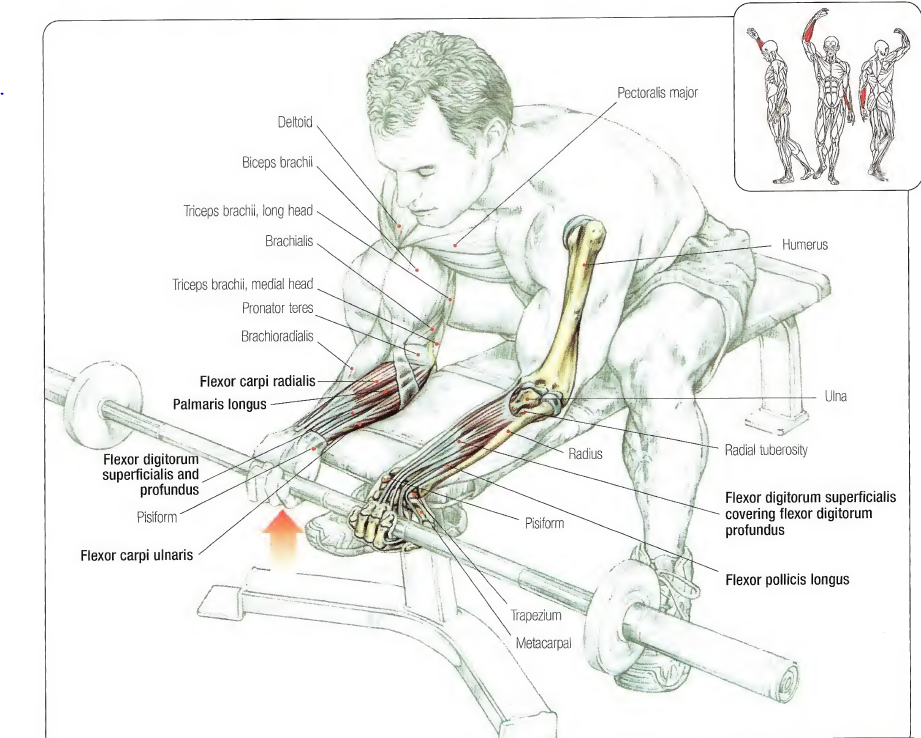 Pectoralis major
Deltoid
Biceps brachii
Triceps brachii, long head
Brachialis
Humerus
Triceps brachii, medial head
Pronator teres
Brachioradialis
Flexor carpi radialis
Palmaris longus
Ulna
Radius
Radial tuberosity
Flexor digitorum
superficialis and
profundus
Pisiform
Flexor carpi ulnaris
Pisiform
Flexor digitorum superficialis
covering flexor digitorum
profundus
Flexor pollicis longus
Trapezium
Metacarpal